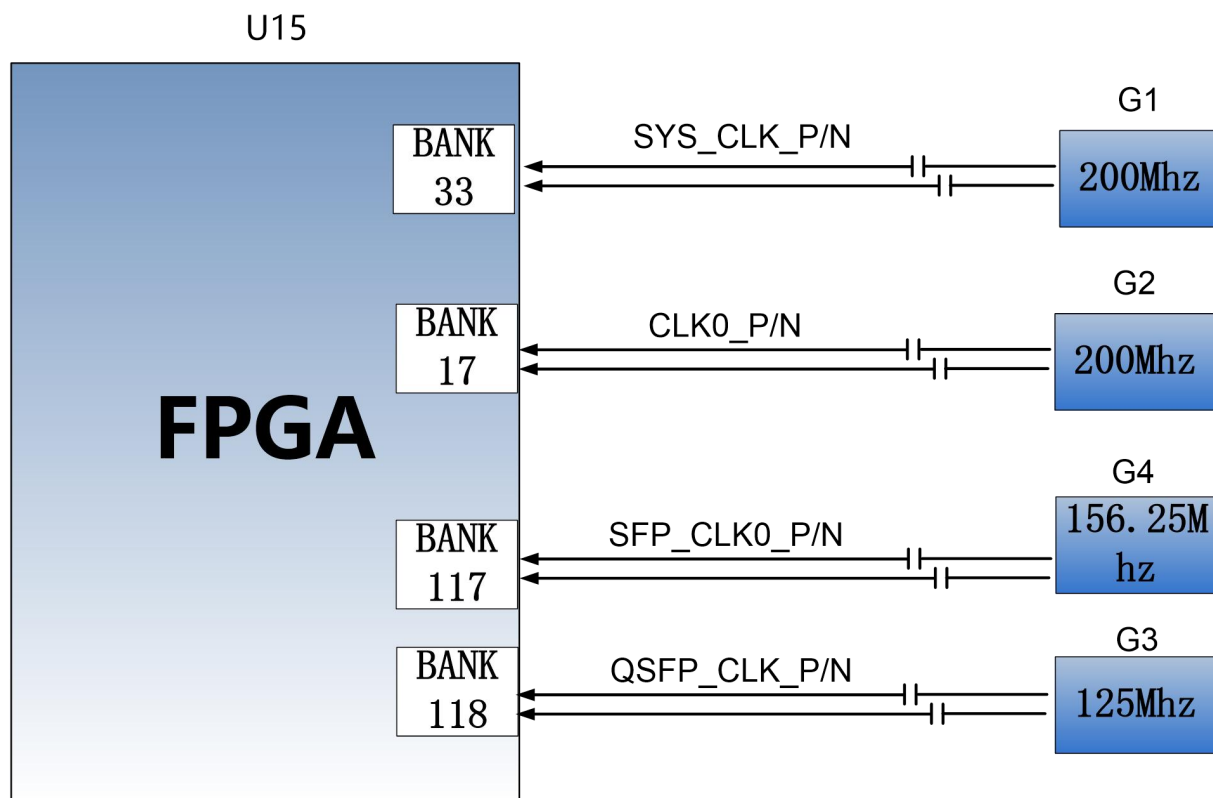 U15
G1
BANK
33
SYS_CLK_P/N
200Mhz
G2
BANK
17
CLK0_P/N
200Mhz
FPGA
G4
BANK
117
SFP_CLK0_P/N
156.25M
hz
G3
BANK
118
QSFP_CLK_P/N
125Mhz